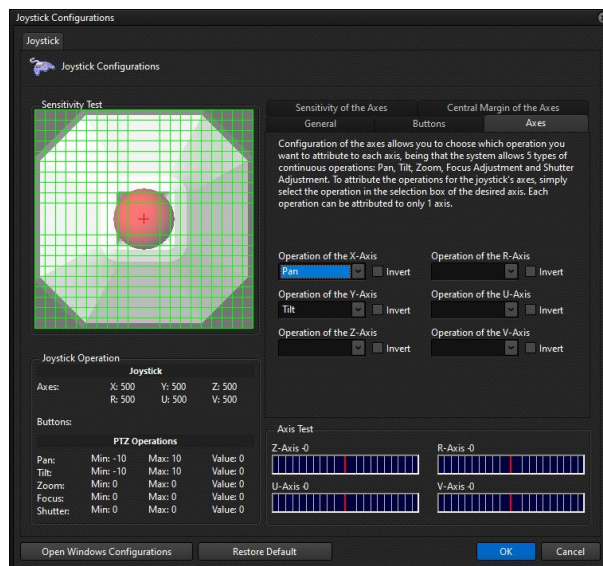 Joystick Configurations
Joystick
Joystick Configurations
Sensitivity Test
Sensitivity of the Axes
Central Margin of the Axes
General
Buttons
Axes
Configuration of the axes allows you to choose which operation you
want to attribute to each axis, being that the system allows 5 types of
continuous operations: Pan, Tilt, Zoom, Focus Adjustment and Shutter
Adjustment. To attribute the operations for the joystick's axes, simply
select the operation in the selection box of the desired axis. Each
operation can be attributed to only 1 axis.
Operation of the X-Axis
Operation of the R-Axis
Pan
Invert
Invert
Operation of the Y-Axis
Operation of the U-Axis
Tilt
Invert
Invert
Operation of the Z-Axis
Operation of the V-Axis
Invert
Invert
Joystick Operation
Joystick
Axes: X: 500 Y: 500 Z: 500
R: 500 U: 500 V: 500
Buttons:
PTZ Operations
Pan: Min: -10 Max: 10 Value: 0
Tilt: Min: -10 Max: 10 Value: 0
Zoom: Min: 0 Max: 0 Value: 0
Focus: Min: 0 Max: 0 Value: 0
Shutter: Min: 0 Max: 0 Value: 0
Axis Test
Z-Axis -0
R-Axis -0
U-Axis -0
V-Axis -0
Open Windows Configurations
Restore Default
OK
Cancel